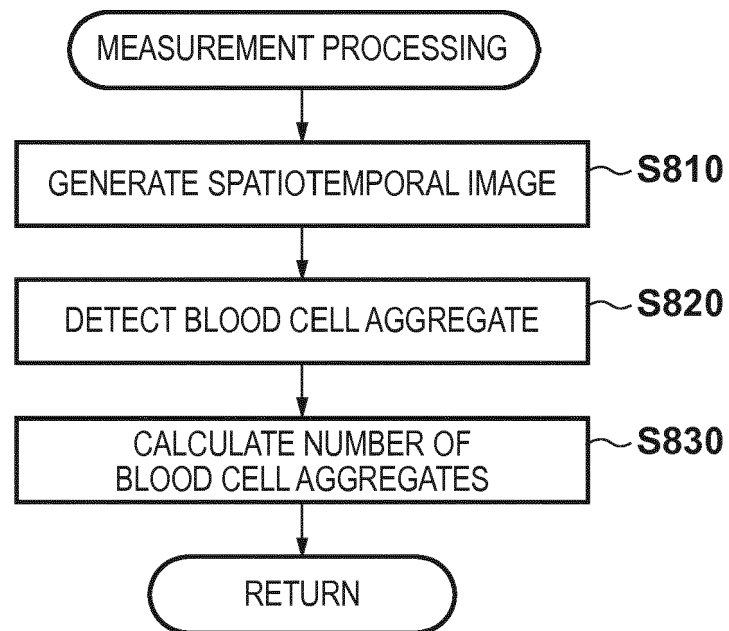 MEASUREMENT PROCESSING
GENERATE SPATIOTEMPORAL IMAGE
S810
DETECT BLOOD CELL AGGREGATE
S820
CALCULATE NUMBER OF
BLOOD CELL AGGREGATES
S830
RETURN